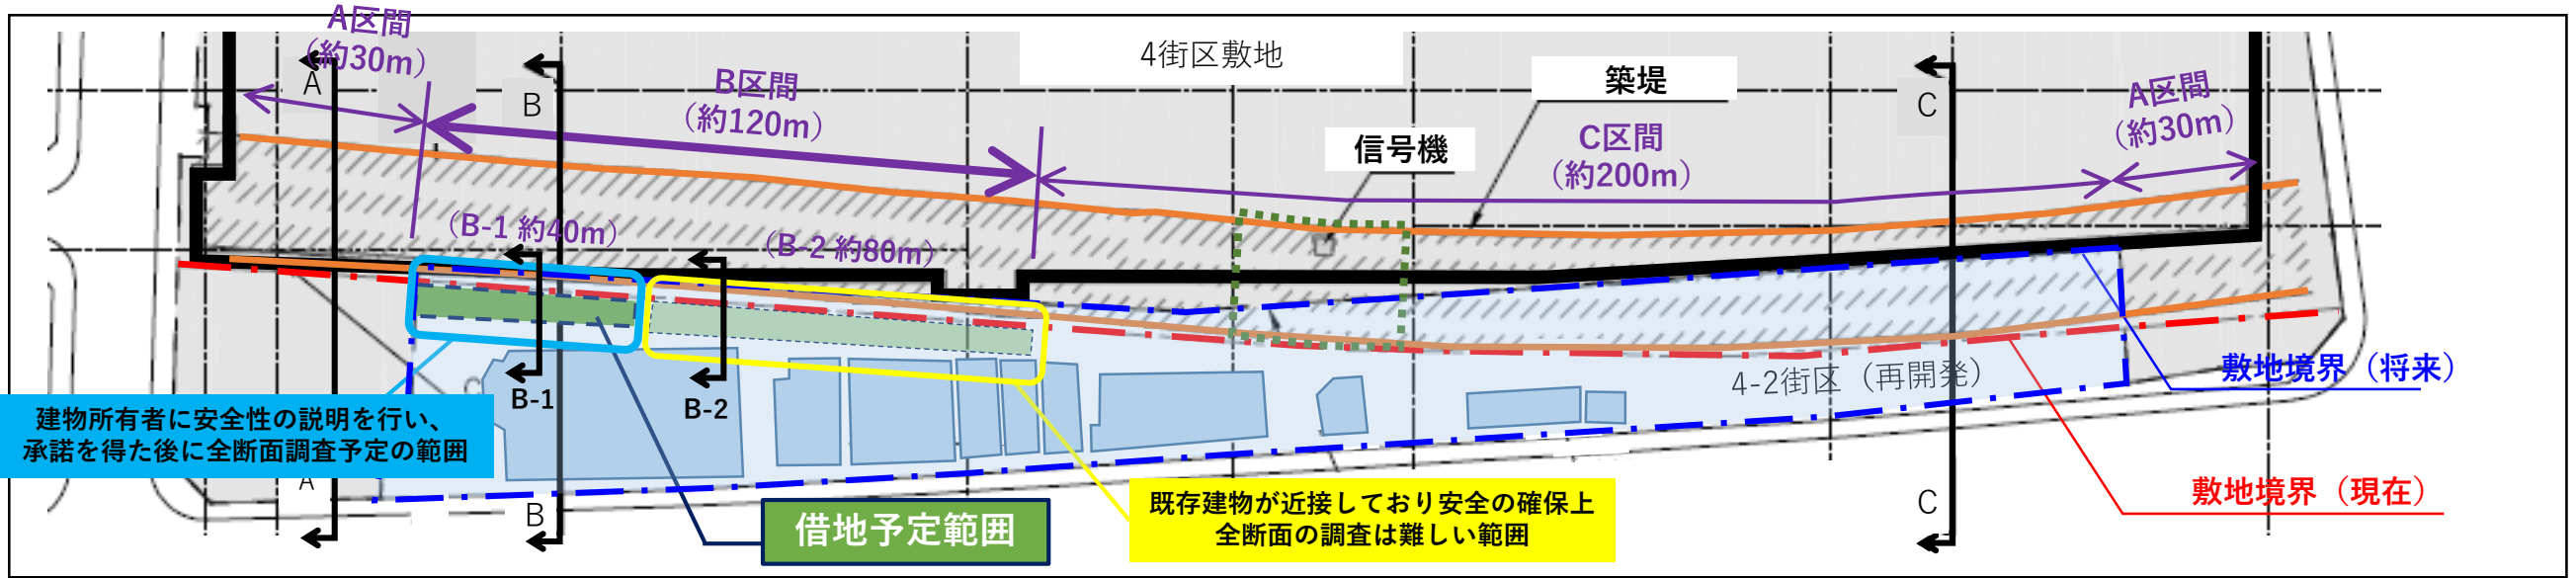 A区間
(約30m)
A
B
B区間
(約120m)
4街区敷地
築堤
信号機
C区間
(約200m)
C
A区間
(約30m)
(B-1 約40m)
(B-2 約80m)
B-1
B-2
4-2街区(再開発)
敷地境界(将来)
敷地境界(現在)
建物所有者に安全性の説明を行い、
承諾を得た後に全断面調査予定の範囲
A
B
借地予定範囲
既存建物が近接しており安全の確保上
全断面の調査は難しい範囲
C